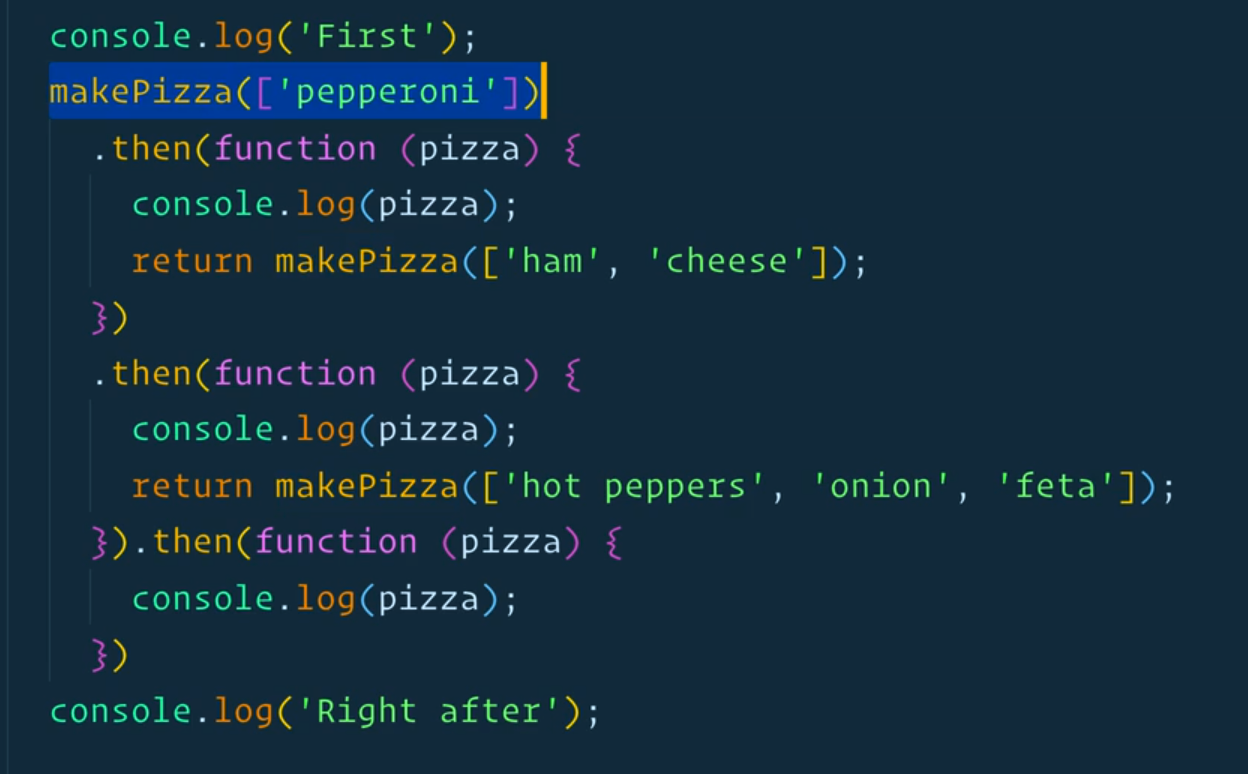 console.log('First');
makePizza(['pepperoni'])
  .then(function (pizza) {
    console.log(pizza);
    return makePizza(['ham', 'cheese']);
  })
  .then(function (pizza) {
    console.log(pizza);
    return makePizza(['hot peppers', 'onion', 'feta']);
  }).then(function (pizza) {
    console.log(pizza);
  })
console.log('Right after');